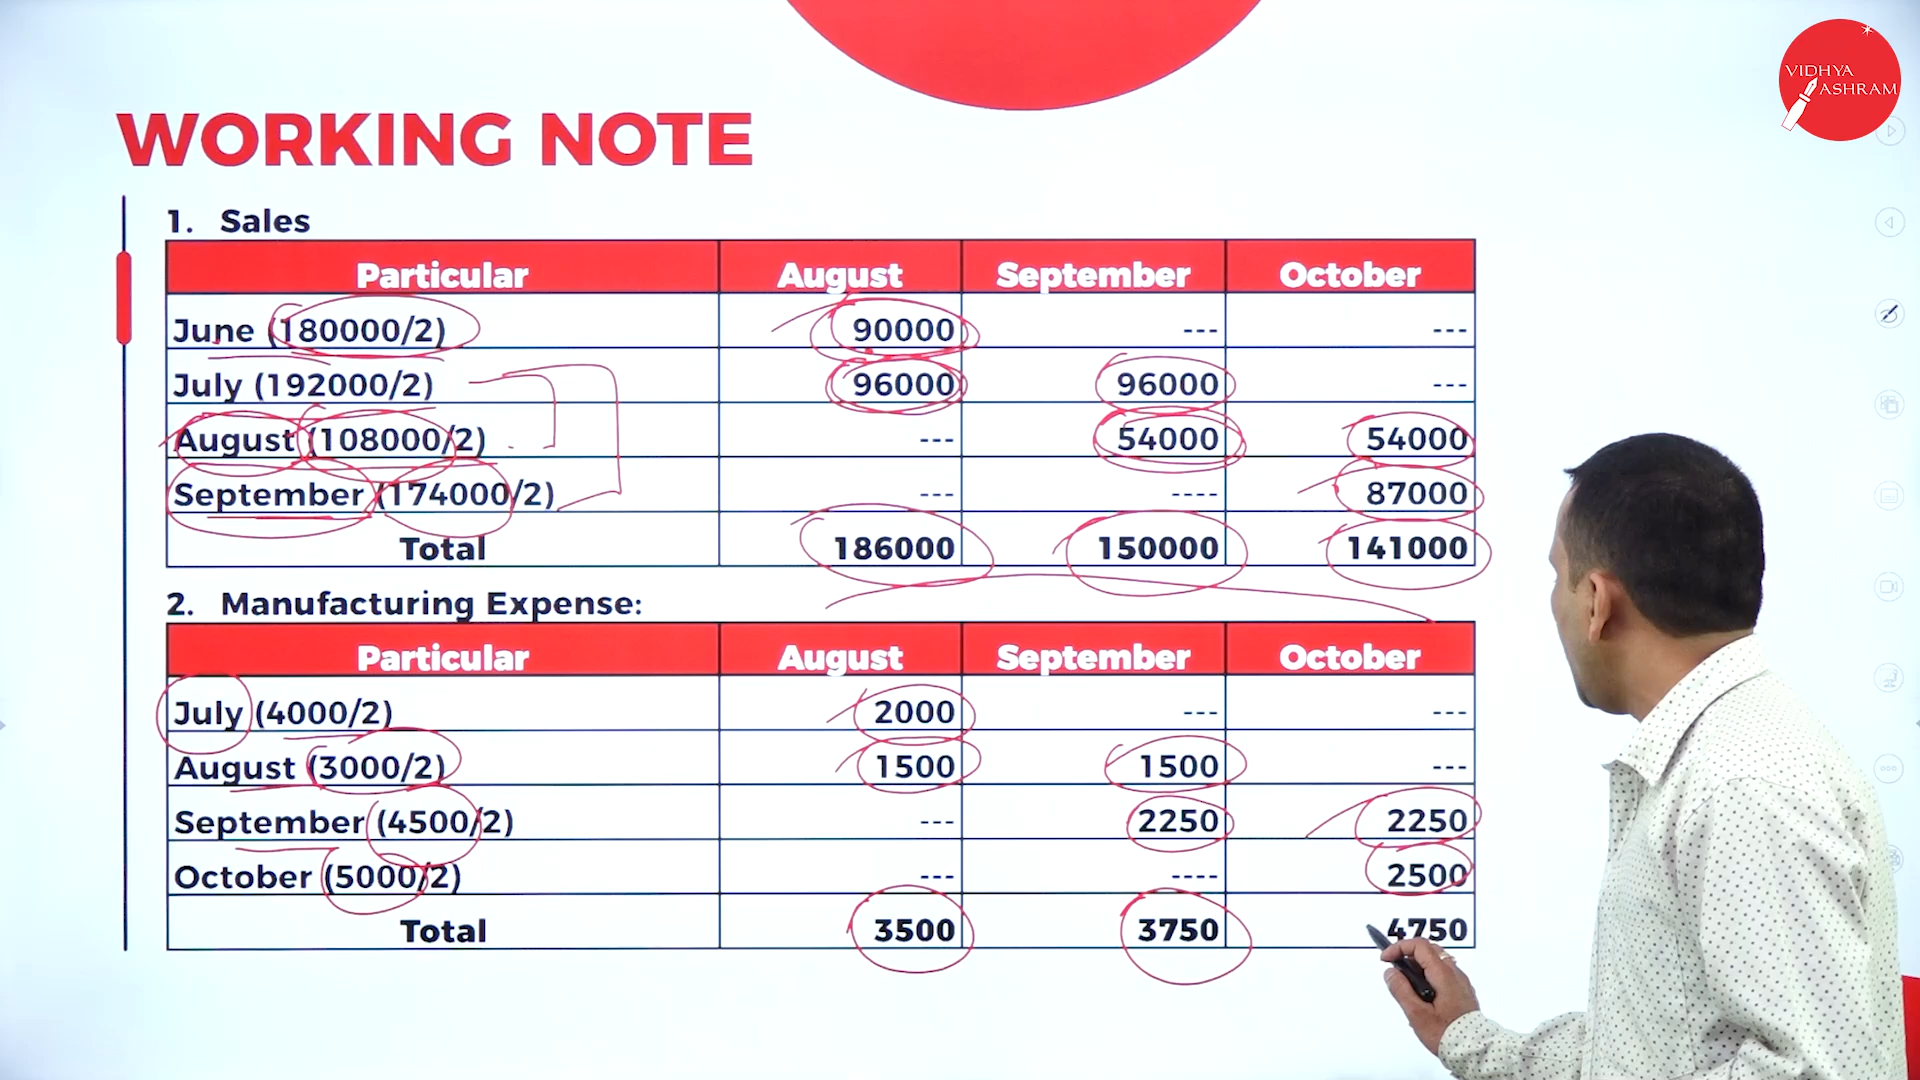 VIDHYA
ASHRAM
WORKING NOTE
1. Sales
Particular August September October
June (180000/2) 90000 --- ---
July (192000/2) 96000 96000 ---
August (108000/2) --- 54000 54000
September (174000/2) --- ---- 87000
Total 186000 150000 141000
2. Manufacturing Expense:
Particular August September October
July (4000/2) 2000 --- ---
August (3000/2) 1500 1500 ---
September (4500/2) --- 2250 2250
October (5000/2) --- ---- 2500
Total 3500 3750 4750